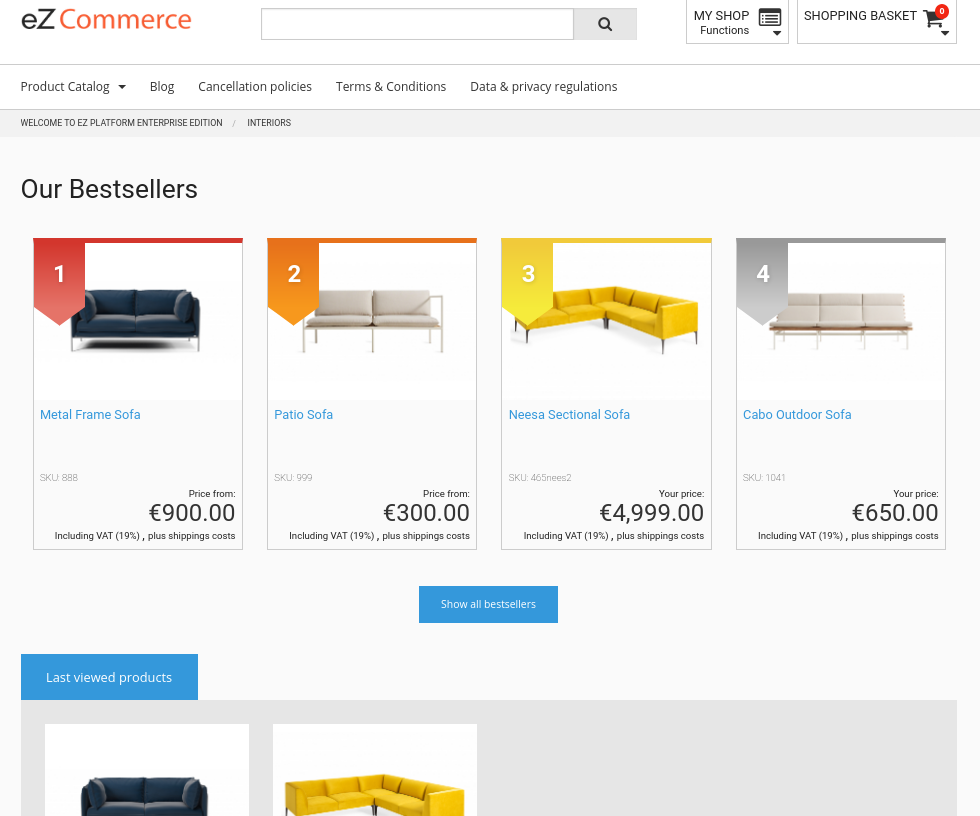 eZ Commerce
MY SHOP
Functions
SHOPPING BASKET
0
Product Catalog
Blog
Cancellation policies
Terms & Conditions
Data & privacy regulations
WELCOME TO EZ PLATFORM ENTERPRISE EDITION / INTERIORS
Our Bestsellers
1
2
3
4
Metal Frame Sofa
Patio Sofa
Neesa Sectional Sofa
Cabo Outdoor Sofa
SKU: 888
SKU: 999
SKU: 465nees2
SKU: 1041
Price from:
Price from:
Your price:
Your price:
€900.00
€300.00
€4,999.00
€650.00
Including VAT (19%) , plus shippings costs
Including VAT (19%) , plus shippings costs
Including VAT (19%) , plus shippings costs
Including VAT (19%) , plus shippings costs
Show all bestsellers
Last viewed products